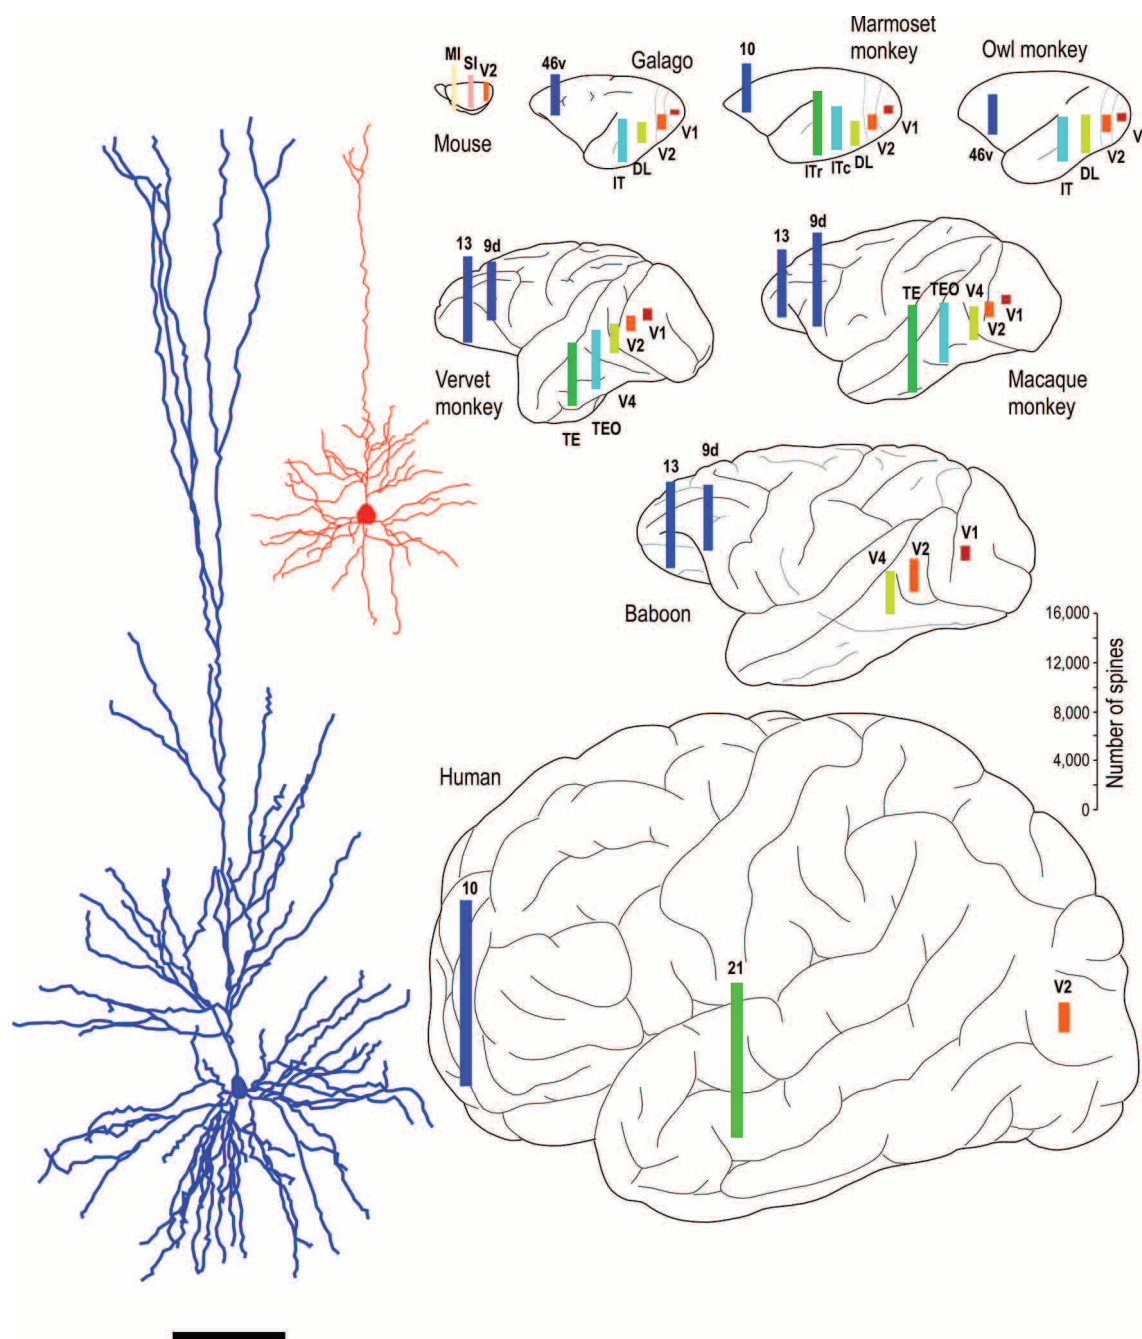 MI
SI
V2
Mouse
46v
Galago
IT
DL
V2
V1
10
Marmoset
monkey
ITr
ITc
DL
V2
V1
Owl monkey
46v
IT
DL
V2
V
13
9d
Vervet
monkey
TE
TEO
V4
V2
V1
13
9d
TE
TEO
V4
V2
V1
Macaque
monkey
13
9d
V4
V2
V1
Baboon
16,000
12,000
8,000
4,000
0
Number of spines
Human
10
21
V2